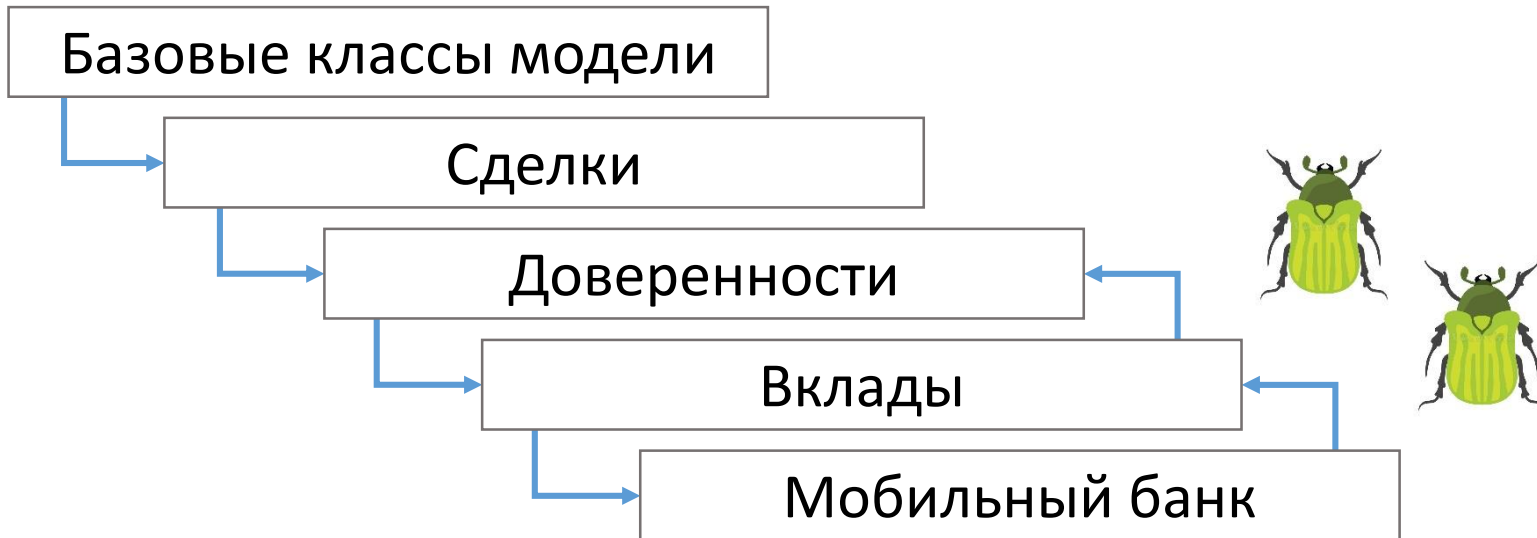 Базовые классы модели
Сделки
Доверенности
Вклады
Мобильный банк